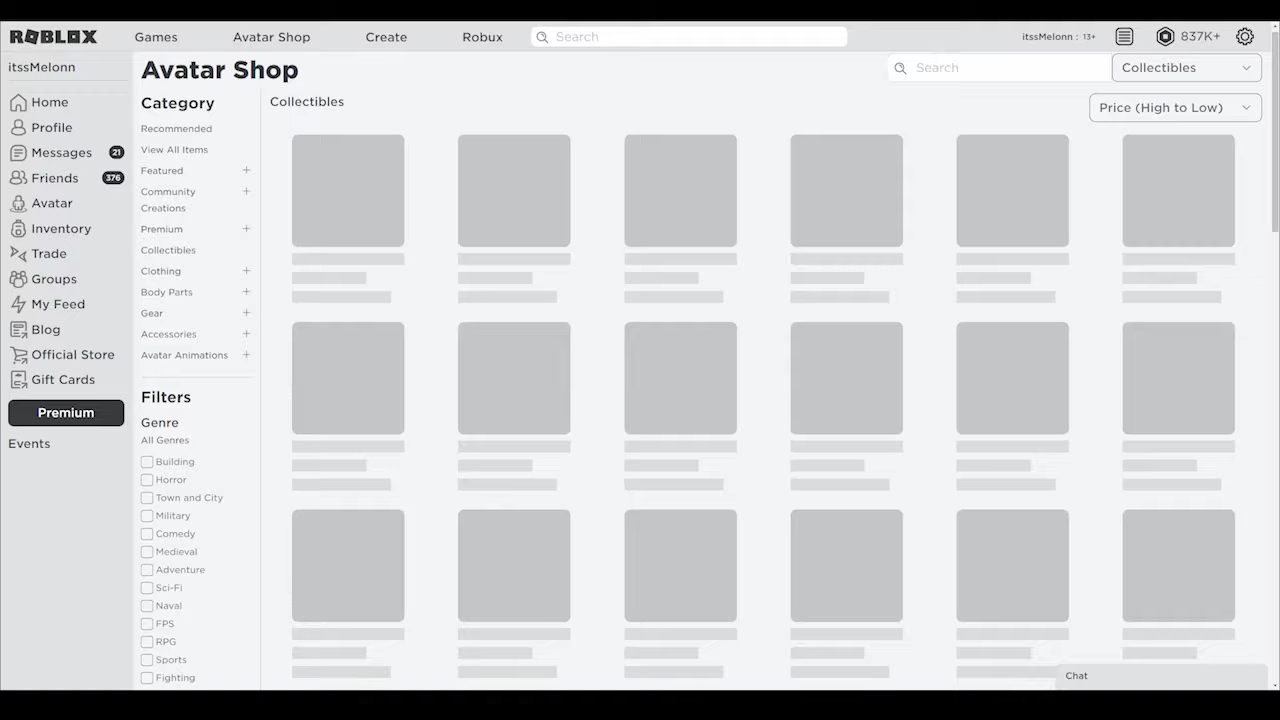 ROBLOX
Games
Avatar Shop
Create
Robux
Search
itssMelonn : 13+
837K+
itssMelonn
Home
Profile
Messages 21
Friends 376
Avatar
Inventory
Trade
Groups
My Feed
Blog
Official Store
Gift Cards
Premium
Events
Avatar Shop
Search
Collectibles
Category
Recommended
View All Items
Featured +
Community +
Creations
Premium +
Collectibles
Clothing +
Body Parts +
Gear +
Accessories +
Avatar Animations +
Filters
Genre
All Genres
Building
Horror
Town and City
Military
Comedy
Medieval
Adventure
Sci-Fi
Naval
FPS
RPG
Sports
Fighting
Collectibles
Price (High to Low)
Chat